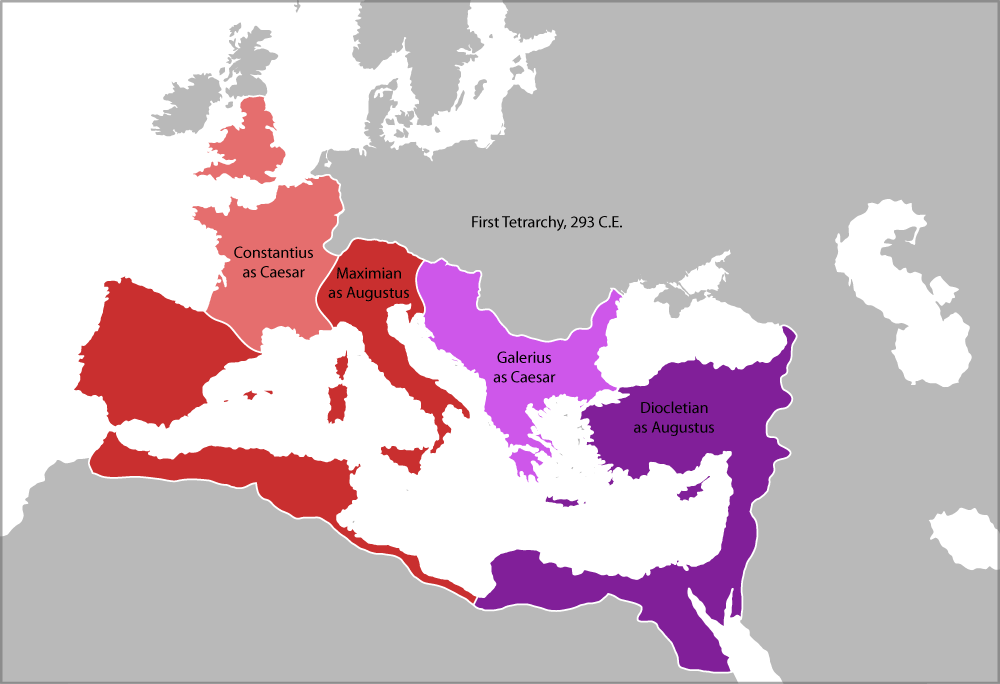 First Tetrarchy, 293 C.E.
Constantius
as Caesar
Maximian
as Augustus
Galerius
as Caesar
Diocletian
as Augustus